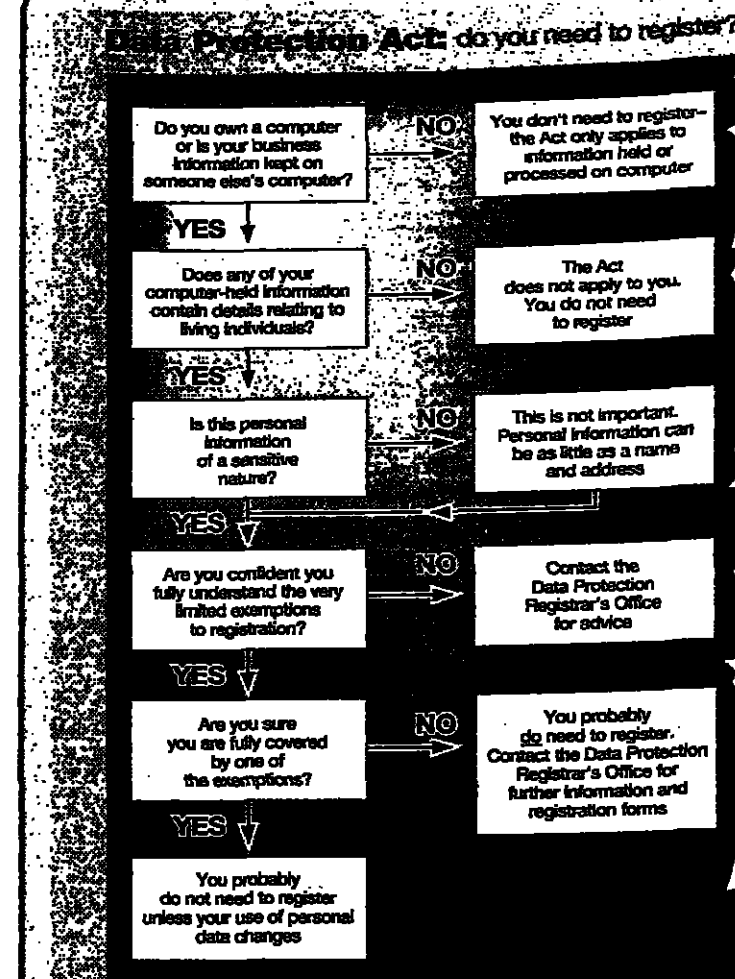 Data Protection Act: do you need to register?
Do you own a computer
or is your business
information kept on
someone else's computer?
NO
You don't need to register–
the Act only applies to
information held or
processed on computer
YES
Does any of your
computer-held information
contain details relating to
living individuals?
NO
The Act
does not apply to you.
You do not need
to register
YES
Is this personal
information
of a sensitive
nature?
NO
This is not important.
Personal information can
be as little as a name
and address
YES
Are you confident you
fully understand the very
limited exemptions
to registration?
NO
Contact the
Data Protection
Registrar's Office
for advice
YES
Are you sure
you are fully covered
by one of
the exemptions?
NO
You probably
do need to register.
Contact the Data Protection
Registrar's Office for
further information and
registration forms
YES
You probably
do not need to register
unless your use of personal
data changes